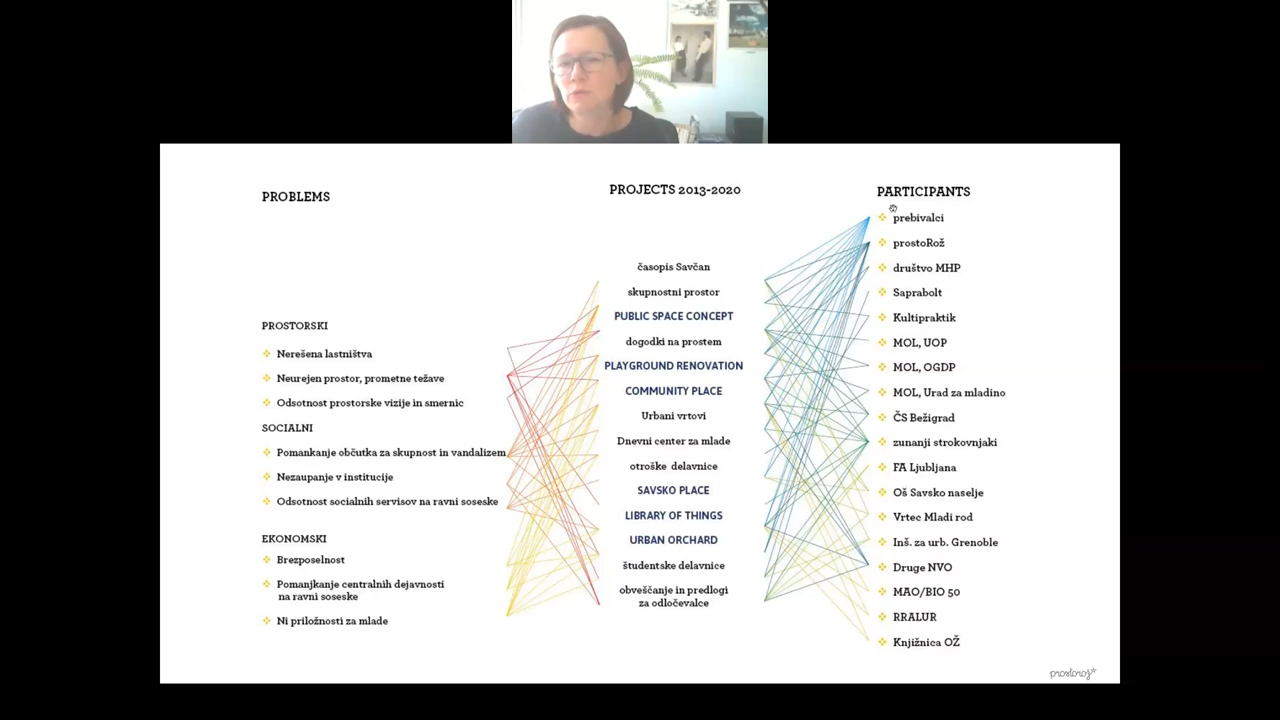 PROBLEMS
PROSTORSKI
Nerešena lastništva
Neurejen prostor, prometne težave
Odsotnost prostorske vizije in smernic
SOCIALNI
Pomankanje občutka za skupnost in vandalizem
Nezaupanje v institucije
Odsotnost socialnih servisov na ravni soseske
EKONOMSKI
Brezposelnost
Pomanjkanje centralnih dejavnosti
na ravni soseske
Ni priložnosti za mlade
PROJECTS 2013-2020
časopis Savčan
skupnostni prostor
PUBLIC SPACE CONCEPT
dogodki na prostem
PLAYGROUND RENOVATION
COMMUNITY PLACE
Urbani vrtovi
Dnevni center za mlade
otroške delavnice
SAVSKO PLACE
LIBRARY OF THINGS
URBAN ORCHARD
študentske delavnice
obveščanje in predlogi
za odločevalce
PARTICIPANTS
prebivalci
prostoRož
društvo MHP
Saprabolt
Kultipraktik
MOL, UOP
MOL, OGDP
MOL, Urad za mladino
ČS Bežigrad
zunanji strokovnjaki
FA Ljubljana
Oš Savsko naselje
Vrtec Mladi rod
Inš. za urb. Grenoble
Druge NVO
MAO/BIO 50
RRALUR
Knjižnica OŽ
prostorož*